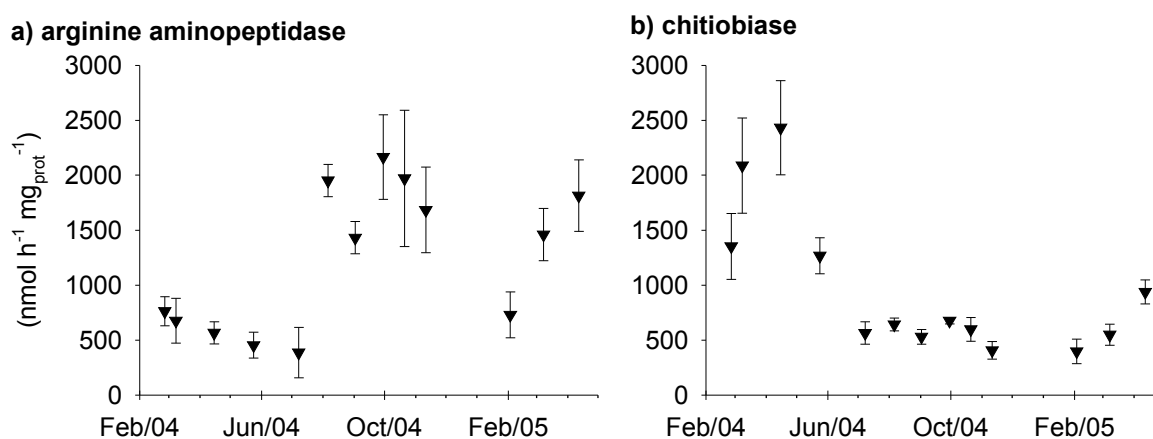 a) arginine aminopeptidase
b) chitiobiase
(nmol h⁻¹ mg_prot⁻¹)
3000
2500
2000
1500
1000
500
0
Feb/04 Jun/04 Oct/04 Feb/05
3000
2500
2000
1500
1000
500
0
Feb/04 Jun/04 Oct/04 Feb/05